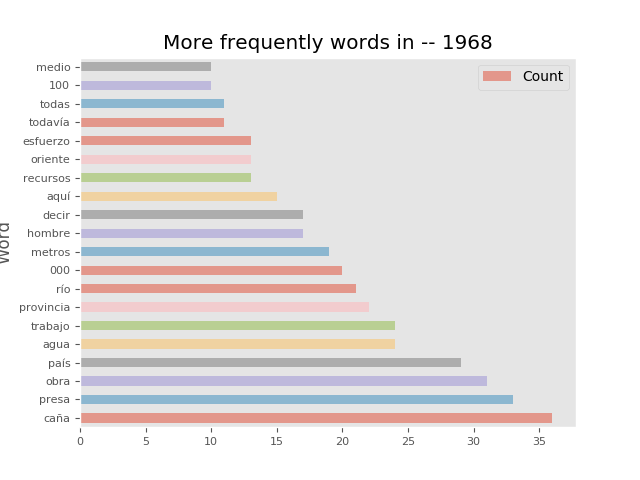 More frequently words in -- 1968
Count
medio
100
todas
todavía
esfuerzo
oriente
recursos
aquí
decir
hombre
metros
000
río
provincia
trabajo
agua
país
obra
presa
caña
Word
0 5 10 15 20 25 30 35